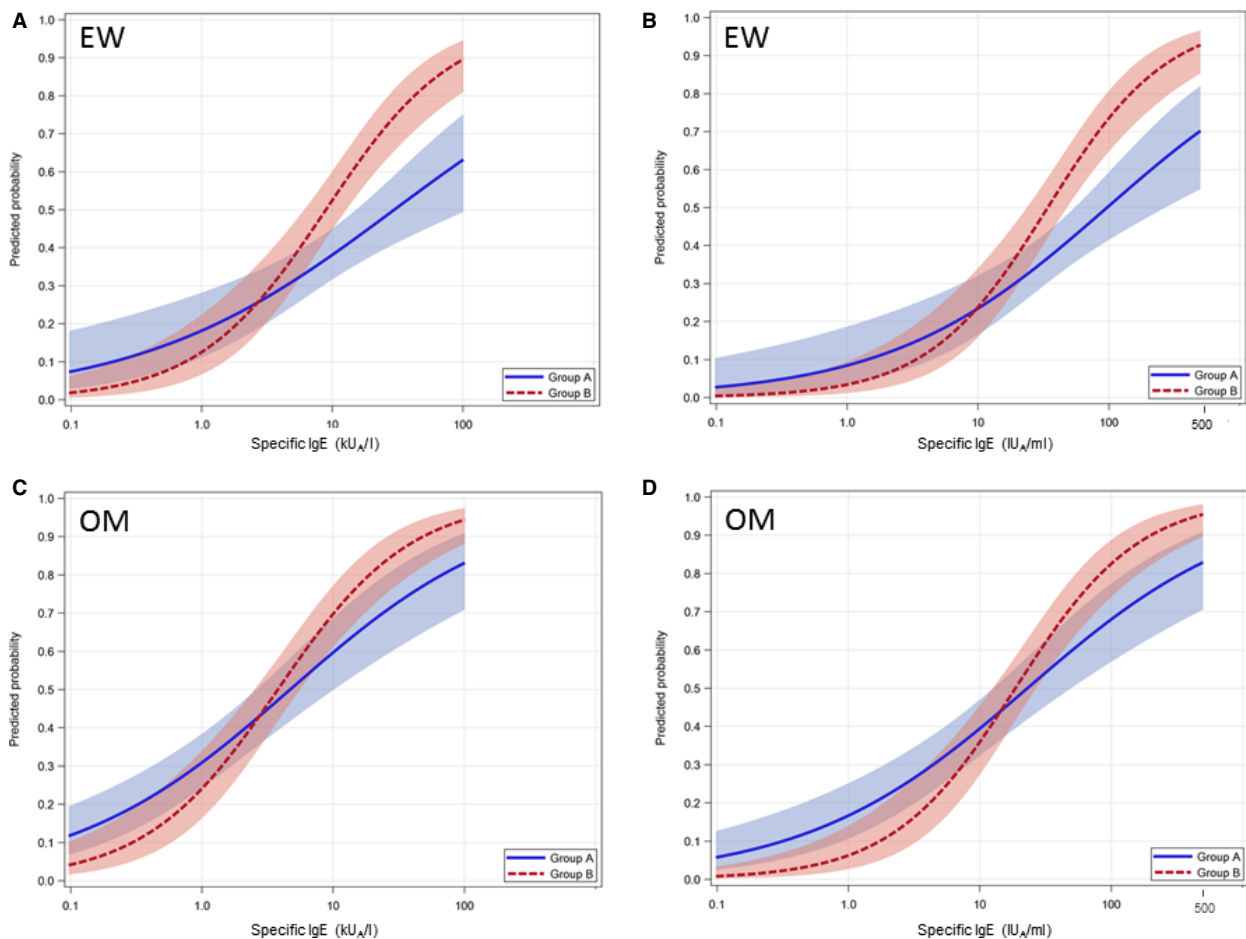 A
EW
1.0
0.9
0.8
0.7
0.6
0.5
0.4
0.3
0.2
0.1
0.0
Predicted probability
Group A
Group B
0.1 1.0 10 100
Specific IgE (kU_A/l)
B
EW
1.0
0.9
0.8
0.7
0.6
0.5
0.4
0.3
0.2
0.1
0.0
Predicted probability
Group A
Group B
0.1 1.0 10 100 500
Specific IgE (IU_A/ml)
C
OM
1.0
0.9
0.8
0.7
0.6
0.5
0.4
0.3
0.2
0.1
0.0
Predicted probability
Group A
Group B
0.1 1.0 10 100
Specific IgE (kU_A/l)
D
OM
1.0
0.9
0.8
0.7
0.6
0.5
0.4
0.3
0.2
0.1
0.0
Predicted probability
Group A
Group B
0.1 1.0 10 100 500
Specific IgE (IU_A/ml)